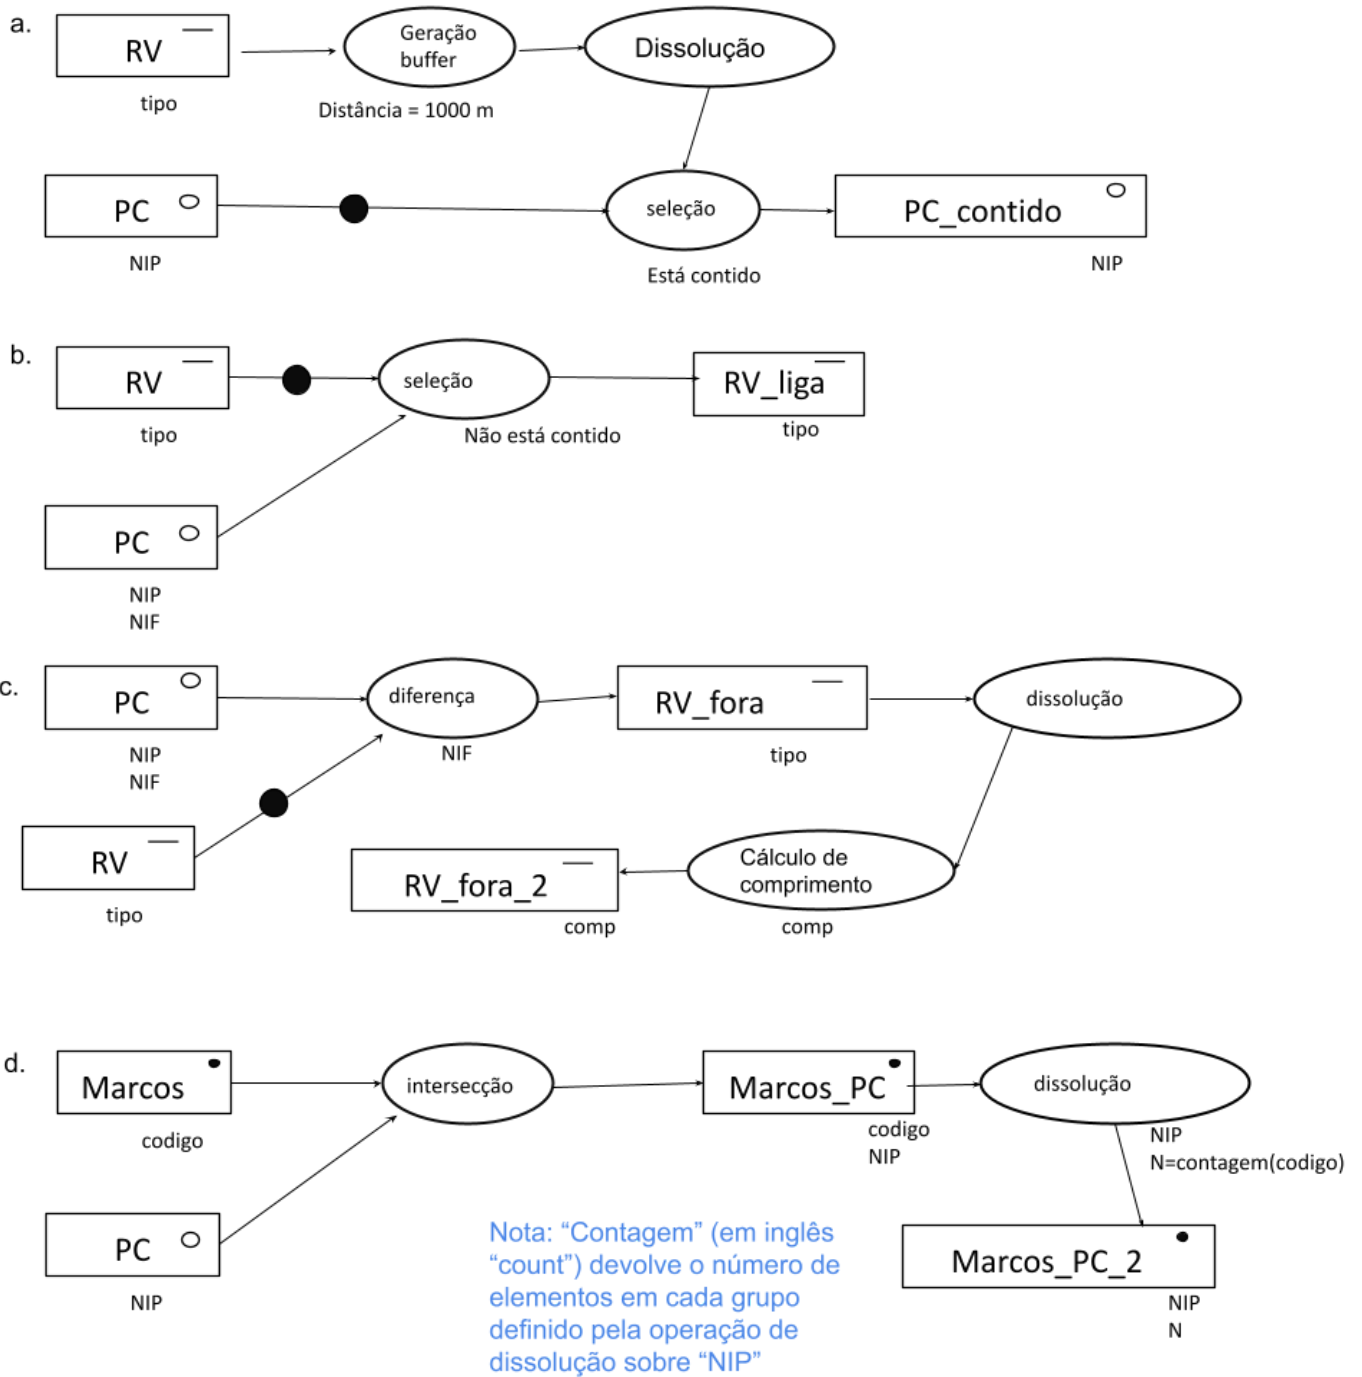 a.
RV
tipo
Geração
buffer
Distância = 1000 m
Dissolução
PC
NIP
seleção
Está contido
PC_contido
NIP
b.
RV
tipo
seleção
Não está contido
RV_liga
tipo
PC
NIP
NIF
c.
PC
NIP
NIF
diferença
NIF
RV_fora
tipo
dissolução
RV
tipo
RV_fora_2
comp
Cálculo de
comprimento
comp
d.
Marcos
codigo
intersecção
Marcos_PC
codigo
NIP
dissolução
NIP
N=contagem(codigo)
PC
NIP
Nota: “Contagem” (em inglês
“count”) devolve o número de
elementos em cada grupo
definido pela operação de
dissolução sobre “NIP”
Marcos_PC_2
NIP
N